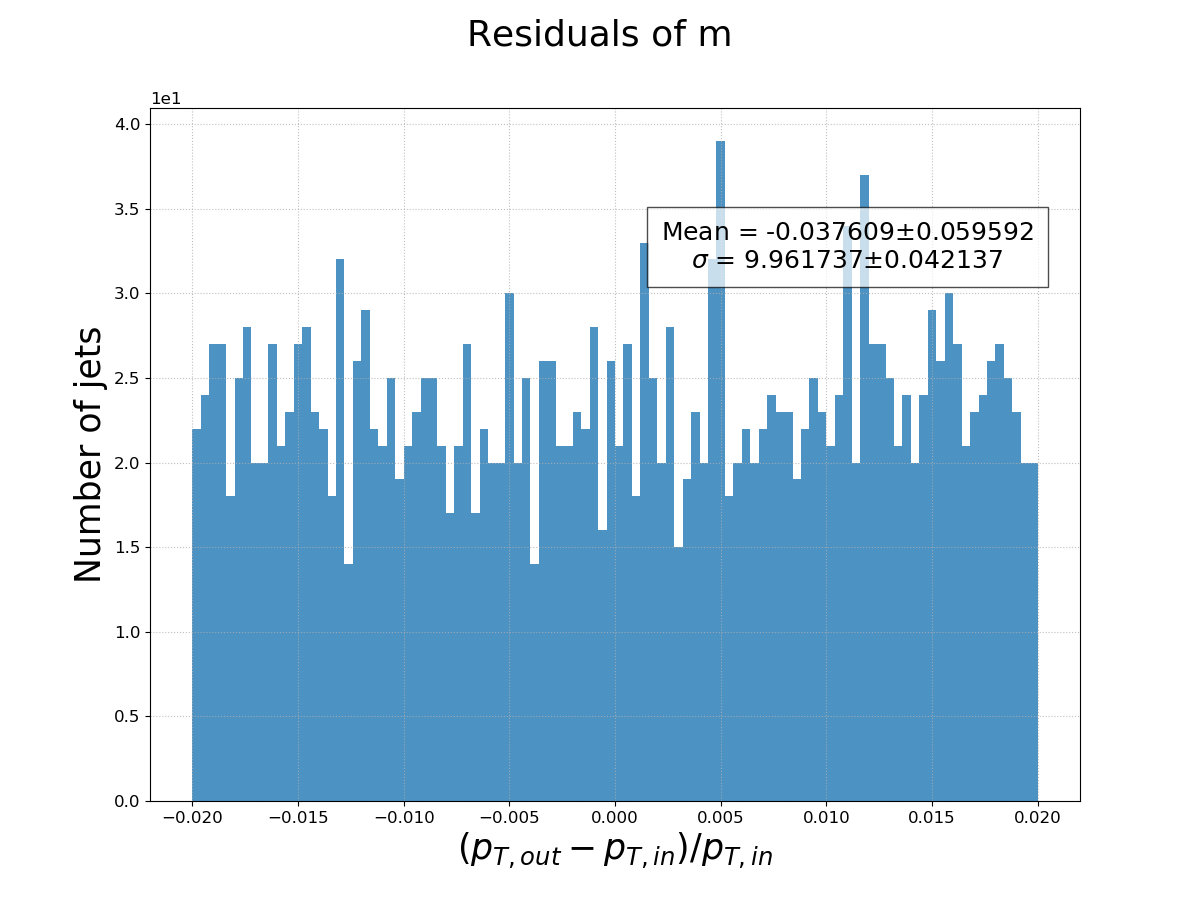 Residuals of m
1e1
4.0
3.5
3.0
2.5
2.0
1.5
1.0
0.5
0.0
Number of jets
Mean = -0.037609±0.059592
σ = 9.961737±0.042137
−0.020 −0.015 −0.010 −0.005 0.000 0.005 0.010 0.015 0.020
(p_{T,out} − p_{T,in})/p_{T,in}